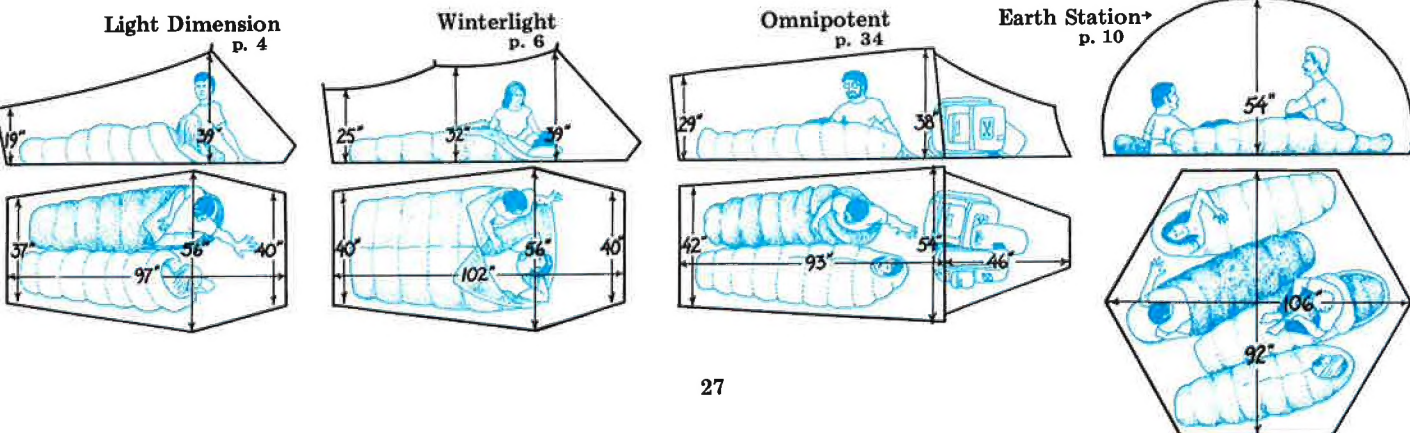 Light Dimension
p. 4
19"
39"
37"
56"
40"
97"
Winterlight
p. 6
25"
32"
39"
40"
56"
40"
102"
Omnipotent
p. 34
29"
38"
42"
54"
93"
46"
Earth Station→
p. 10
54"
106"
92"
27